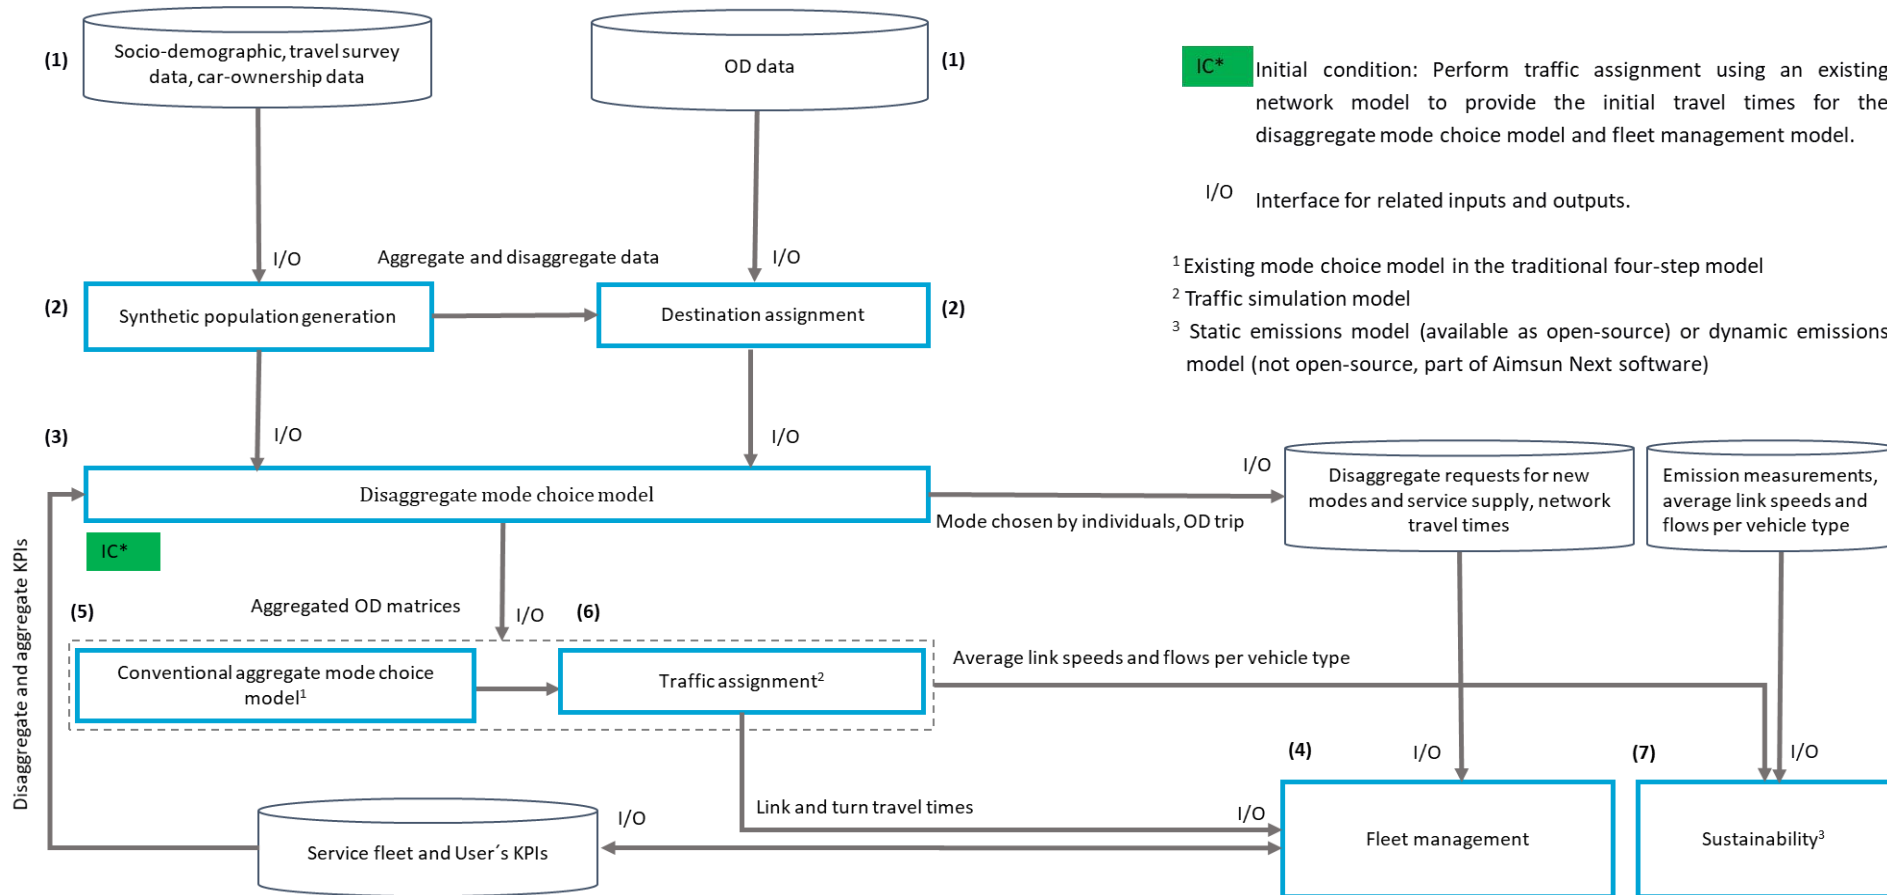 (1)
Socio-demographic, travel survey
data, car-ownership data
OD data
(1)
IC*
Initial condition: Perform traffic assignment using an existing
network model to provide the initial travel times for the
disaggregate mode choice model and fleet management model.
I/O
Interface for related inputs and outputs.
I/O
Aggregate and disaggregate data
I/O
1 Existing mode choice model in the traditional four-step model
2 Traffic simulation model
3 Static emissions model (available as open-source) or dynamic emissions
model (not open-source, part of Aimsun Next software)
(2)
Synthetic population generation
Destination assignment
(2)
(3)
I/O
I/O
I/O
Disaggregate mode choice model
Mode chosen by individuals, OD trip
Disaggregate requests for new
modes and service supply, network
travel times
Emission measurements,
average link speeds and
flows per vehicle type
IC*
Disaggregate and aggregate KPIs
(5)
Aggregated OD matrices
I/O
(6)
Conventional aggregate mode choice
model1
Traffic assignment2
Average link speeds and flows per vehicle type
(4)
I/O
(7)
I/O
Link and turn travel times
I/O
I/O
Service fleet and User´s KPIs
Fleet management
Sustainability3